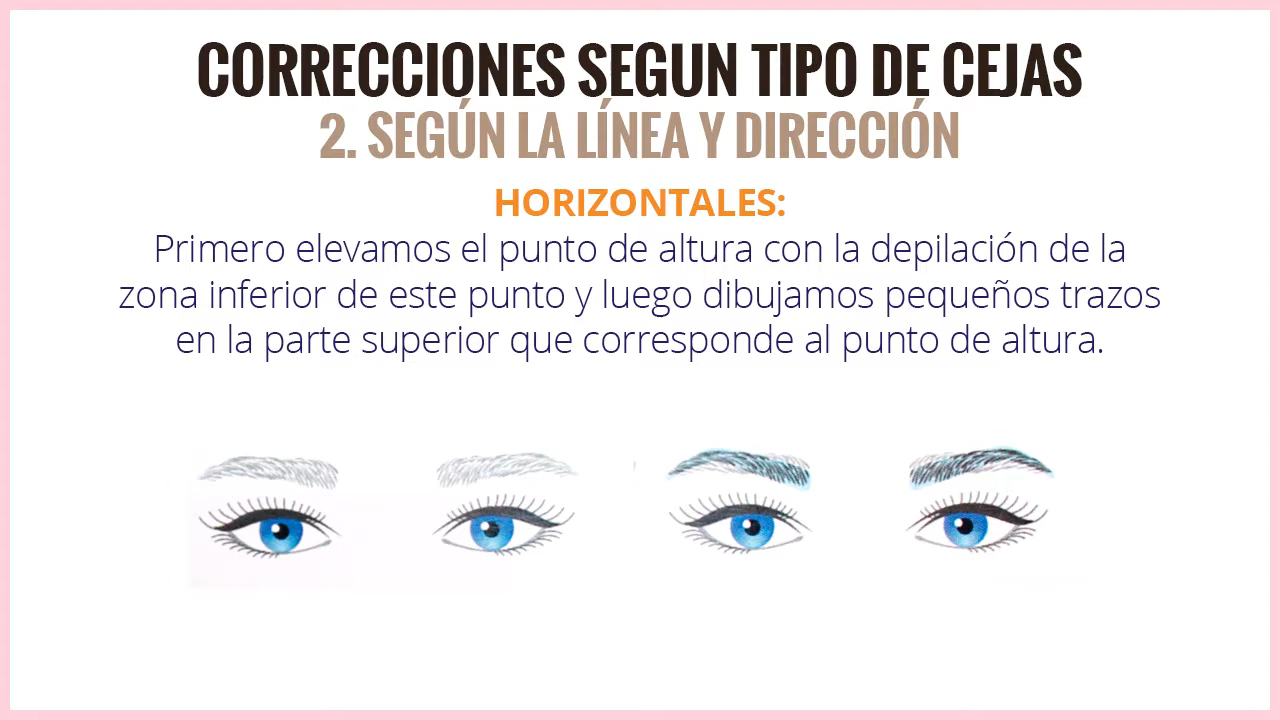 CORRECCIONES SEGUN TIPO DE CEJAS
2. SEGÚN LA LÍNEA Y DIRECCIÓN
HORIZONTALES:
Primero elevamos el punto de altura con la depilación de la
zona inferior de este punto y luego dibujamos pequeños trazos
en la parte superior que corresponde al punto de altura.